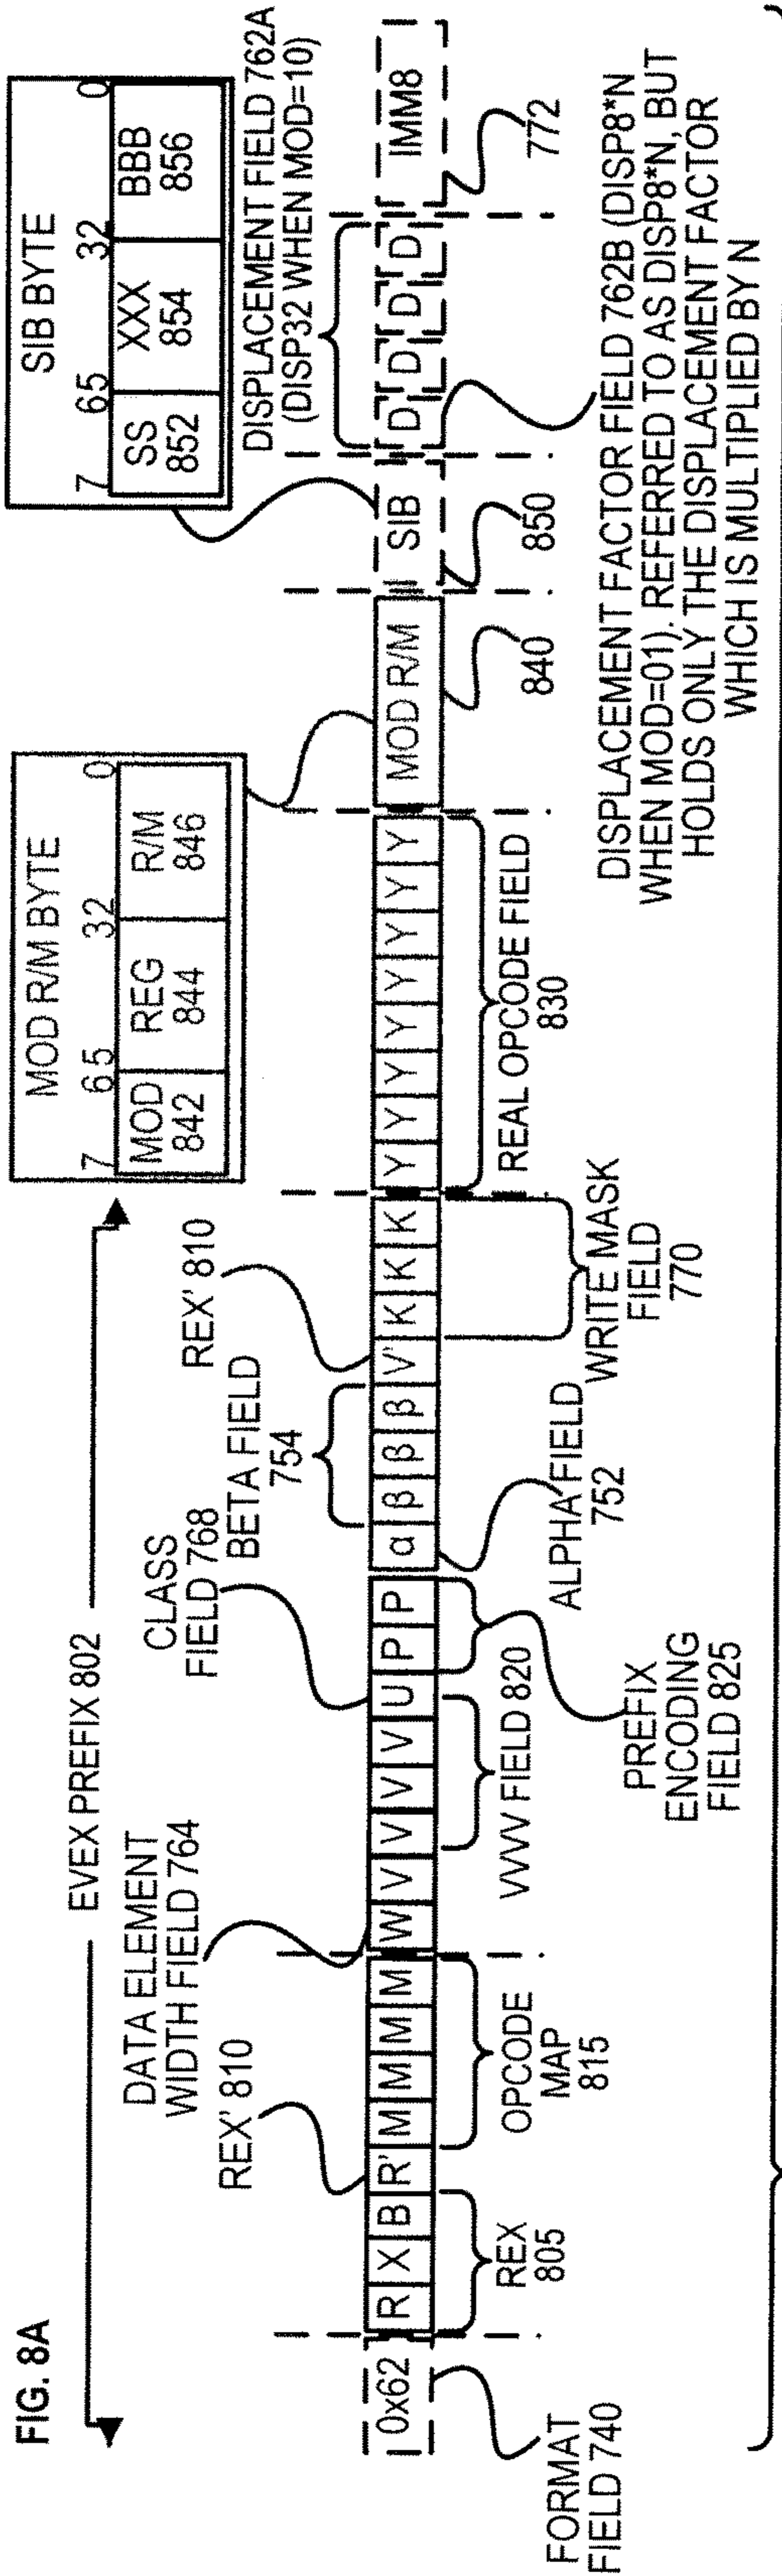 FIG. 8A
EVEX PREFIX 802
DATA ELEMENT
WIDTH FIELD 764
REX' 810
CLASS
FIELD 768
BETA FIELD
754
REX' 810
MOD R/M BYTE
7 6 5 3 2 0
MOD REG R/M
842 844 846
SIB BYTE
7 6 5 3 2 0
SS XXX BBB
852 854 856
DISPLACEMENT FIELD 762A
(DISP32 WHEN MOD=10)
0x62 R X B R' M M M M W V V V V U P P α β β β V' K K K Y Y Y Y Y Y Y Y MOD R/M SIB D D D D IMM8
FORMAT
FIELD 740
REX
805
OPCODE
MAP
815
VVVV FIELD 820
PREFIX
ENCODING
FIELD 825
ALPHA FIELD
752
WRITE MASK
FIELD
770
REAL OPCODE FIELD
830
840
850
772
DISPLACEMENT FACTOR FIELD 762B (DISP8*N
WHEN MOD=01). REFERRED TO AS DISP8*N, BUT
HOLDS ONLY THE DISPLACEMENT FACTOR
WHICH IS MULTIPLIED BY N